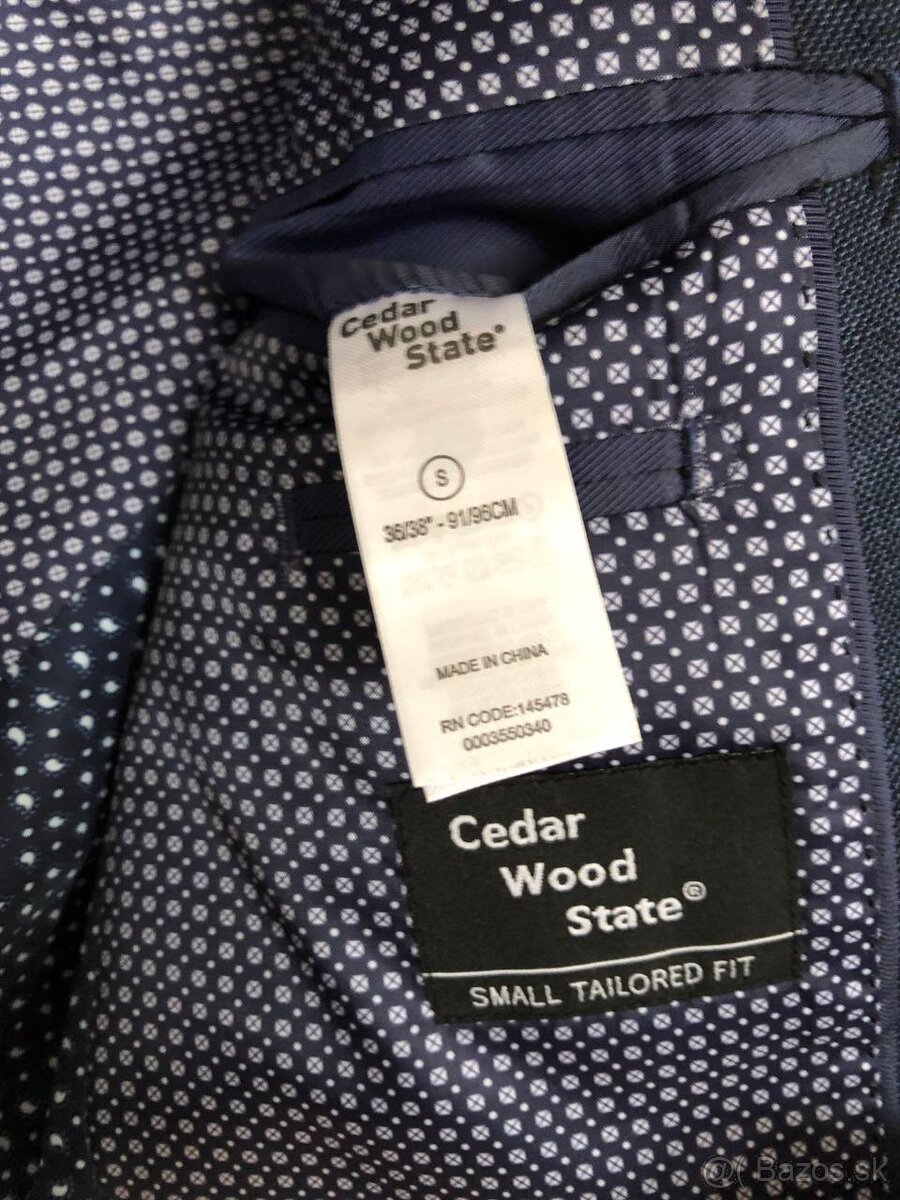 Cedar
Wood
State®
S
36/38" - 91/96CM
MADE IN CHINA
RN CODE:145478
0003550340
Cedar
Wood
State®
SMALL TAILORED FIT
@( Bazos.sk